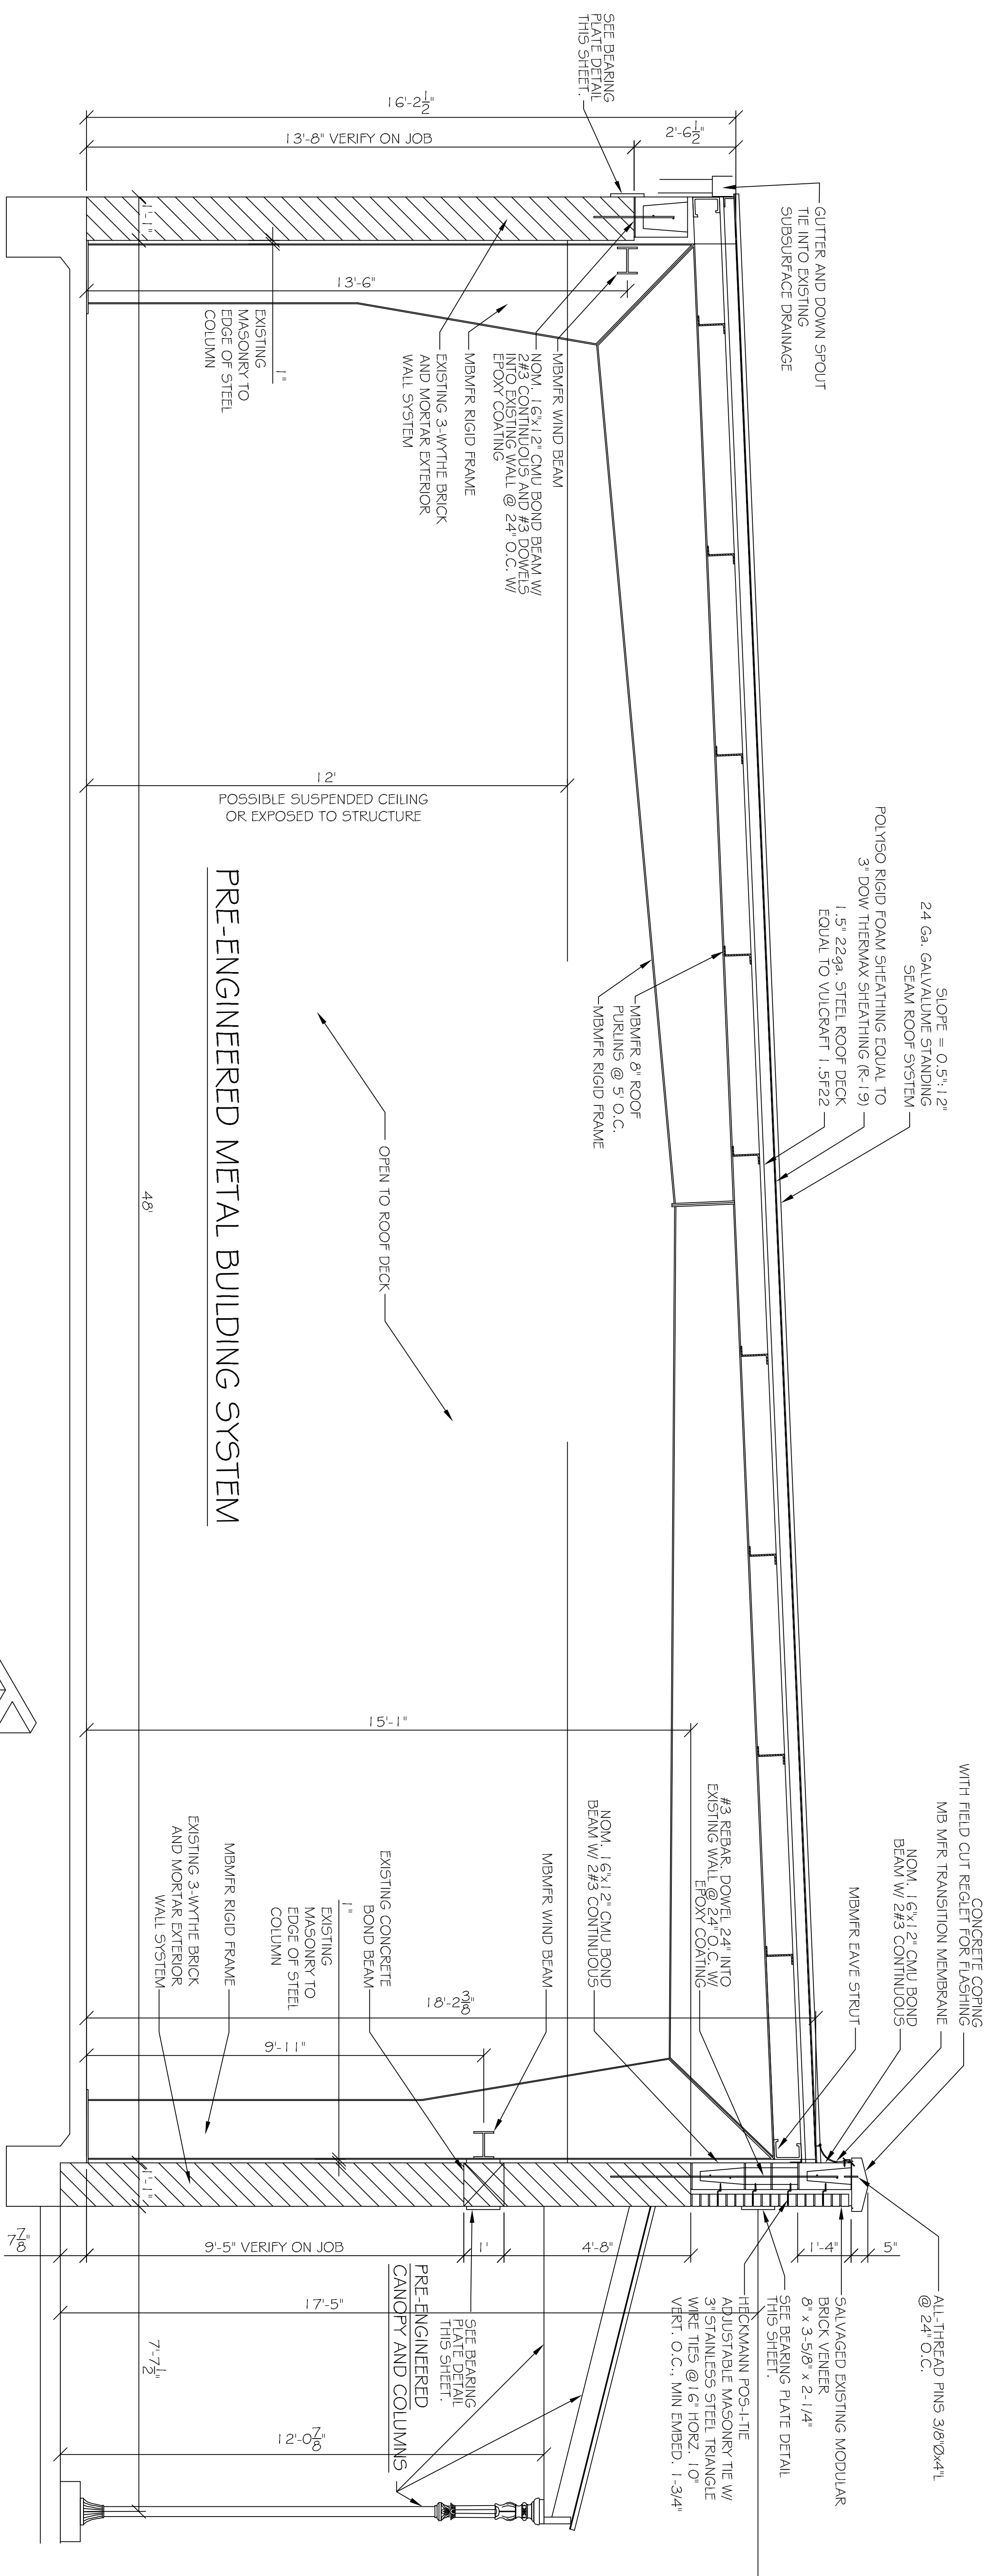 SEE BEARING
PLATE DETAIL
THIS SHEET.
16'-2 1/2"
13'-8" VERIFY ON JOB
2'-6 1/2"
GUTTER AND DOWN SPOUT
TIE INTO EXISTING
SUBSURFACE DRAINAGE
1'-1"
13'-6"
1"
EXISTING
MASONRY TO
EDGE OF STEEL
COLUMN
MBMFR WIND BEAM
NOM. 16"x12" CMU BOND BEAM W/
2#3 CONTINUOUS AND #3 DOWELS
INTO EXISTING WALL @ 24" O.C. W/
EPOXY COATING
MBMFR RIGID FRAME
EXISTING 3-WYTHE BRICK
AND MORTAR EXTERIOR
WALL SYSTEM
12'
POSSIBLE SUSPENDED CEILING
OR EXPOSED TO STRUCTURE
PRE-ENGINEERED METAL BUILDING SYSTEM
48'
OPEN TO ROOF DECK
SLOPE = 0.5":12"
24 Ga. GALVALUME STANDING
SEAM ROOF SYSTEM
POLYISO RIGID FOAM SHEATHING EQUAL TO
3" DOW THERMAX SHEATHING (R-19)
1.5" 22ga. STEEL ROOF DECK
EQUAL TO VULCRAFT 1.5F22
MBMFR 8" ROOF
PURLINS @ 5' O.C.
MBMFR RIGID FRAME
15'-1"
CONCRETE COPING
WITH FIELD CUT REGLET FOR FLASHING
MB MFR TRANSITION MEMBRANE
NOM. 16"x12" CMU BOND
BEAM W/ 2#3 CONTINUOUS
MBMFR EAVE STRUT
#3 REBAR. DOWEL 24" INTO
EXISTING WALL @ 24" O.C. W/
EPOXY COATING
NOM. 16"x12" CMU BOND
BEAM W/ 2#3 CONTINUOUS
MBMFR WIND BEAM
EXISTING CONCRETE
BOND BEAM
1"
EXISTING
MASONRY TO
EDGE OF STEEL
COLUMN
MBMFR RIGID FRAME
EXISTING 3-WYTHE BRICK
AND MORTAR EXTERIOR
WALL SYSTEM
18'-2 3/8"
9'-11"
1'-1"
7 7/8"
9'-5" VERIFY ON JOB
1'
4'-8"
1'-4"
5"
ALL-THREAD PINS 3/8"Øx4"L
@ 24" O.C.
SALVAGED EXISTING MODULAR
BRICK VENEER
8" x 3-5/8" x 2-1/4"
SEE BEARING PLATE DETAIL
THIS SHEET.
HECKMANN POS-I-TIE
ADJUSTABLE MASONRY TIE W/
3" STAINLESS STEEL TRIANGLE
WIRE TIES @16" HORZ. 10"
VERT. O.C., MIN EMBED. 1-3/4"
SEE BEARING
PLATE DETAIL
THIS SHEET.
PRE-ENGINEERED
CANOPY AND COLUMNS
17'-5"
7'-7 1/2"
12'-0 7/8"